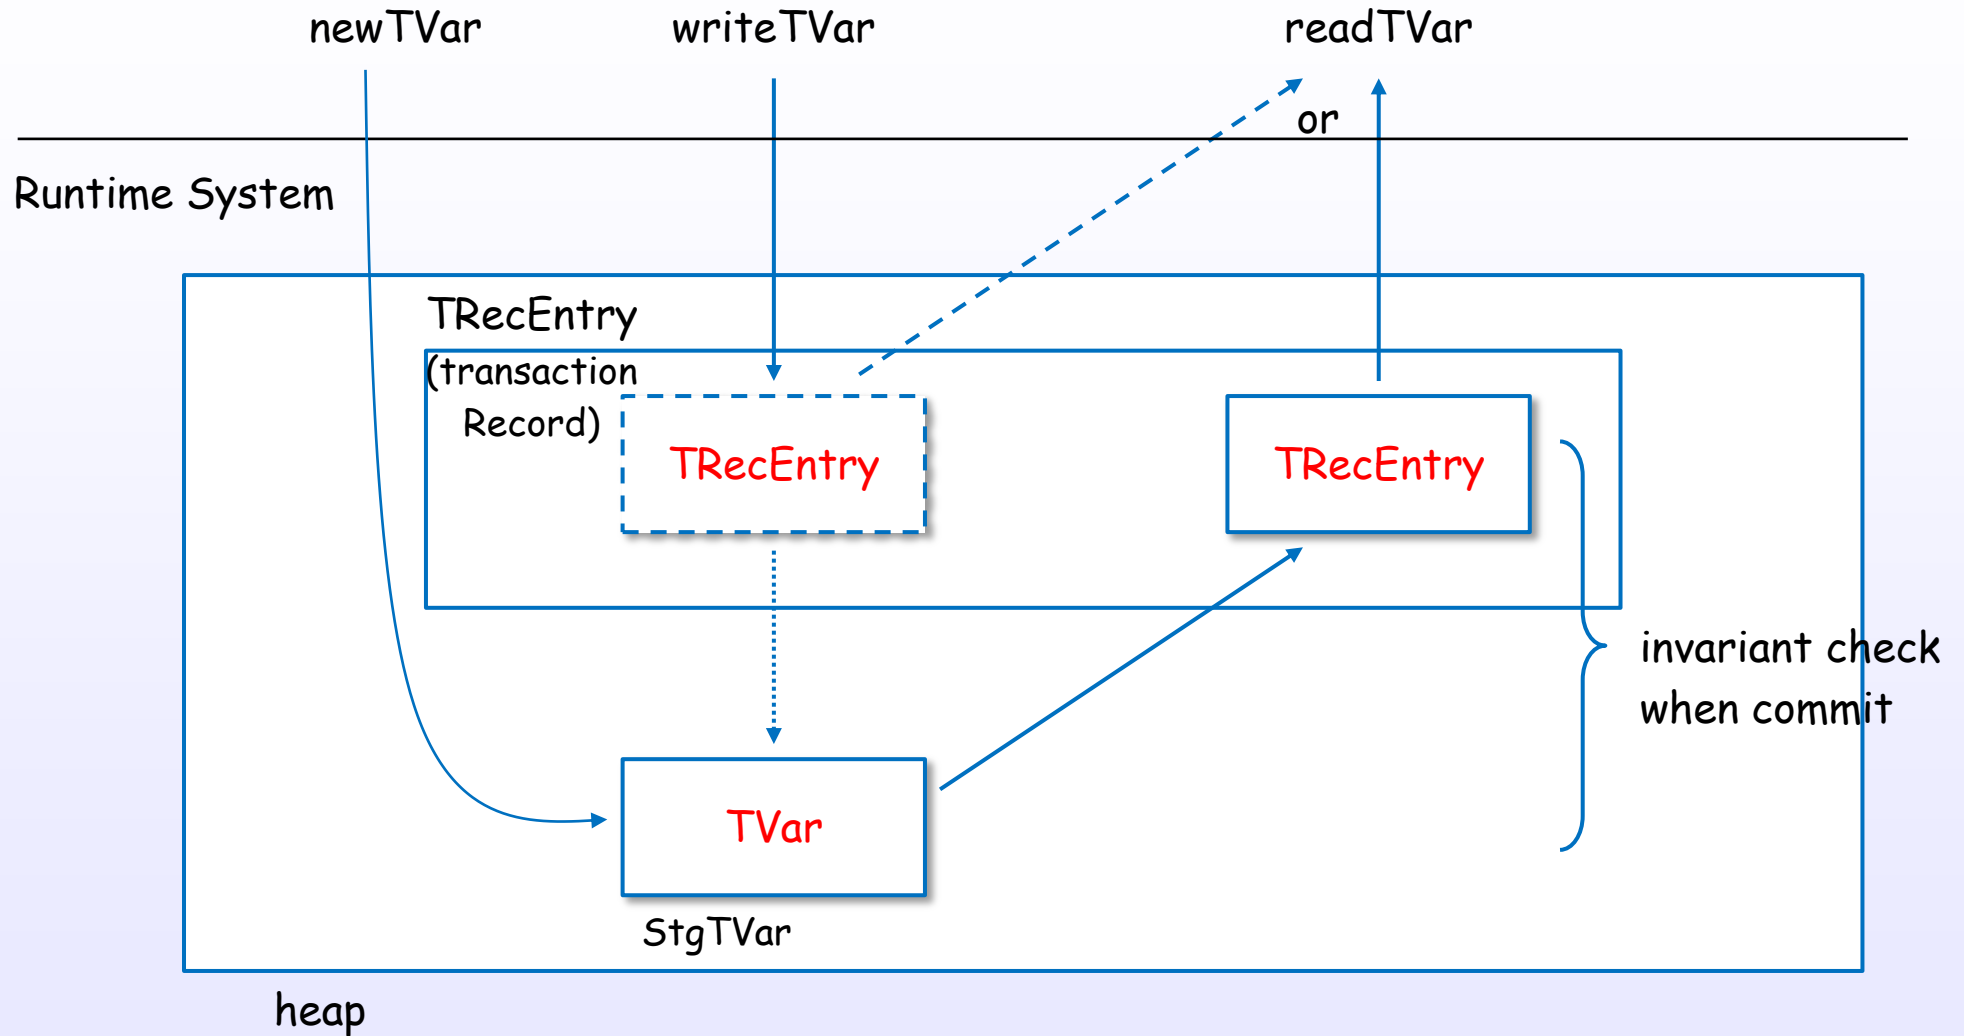 newTVar
writeTVar
readTVar
or
Runtime System
TRecEntry
(transaction
Record)
TRecEntry
TRecEntry
invariant check
when commit
TVar
StgTVar
heap